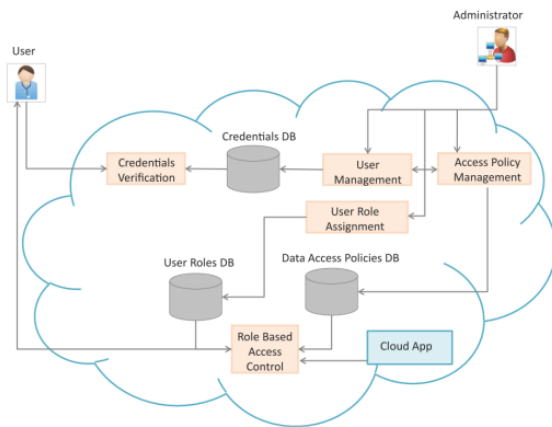 Administrator
User
Credentials DB
Credentials
Verification
User
Management
Access Policy
Management
User Role
Assignment
User Roles DB
Data Access Policies DB
Role Based
Access
Control
Cloud App